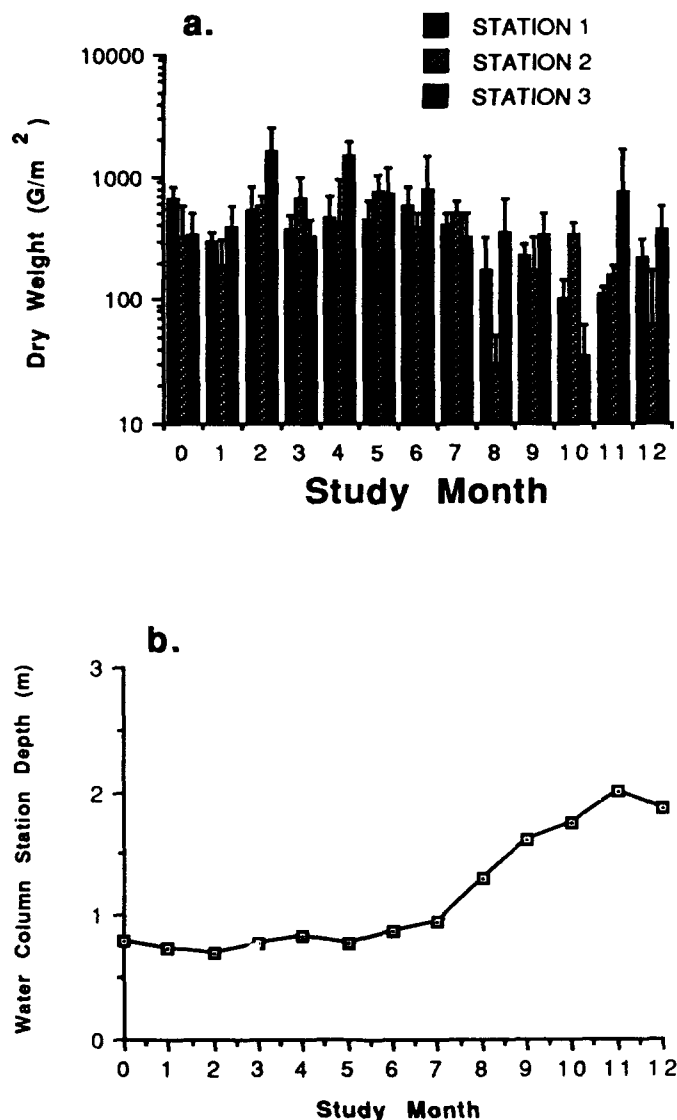 a.
STATION 1
STATION 2
STATION 3
Dry Weight (G/m²)
10000
1000
100
10
0 1 2 3 4 5 6 7 8 9 10 11 12
Study Month
b.
Water Column Station Depth (m)
3
2
1
0
0 1 2 3 4 5 6 7 8 9 10 11 12
Study Month